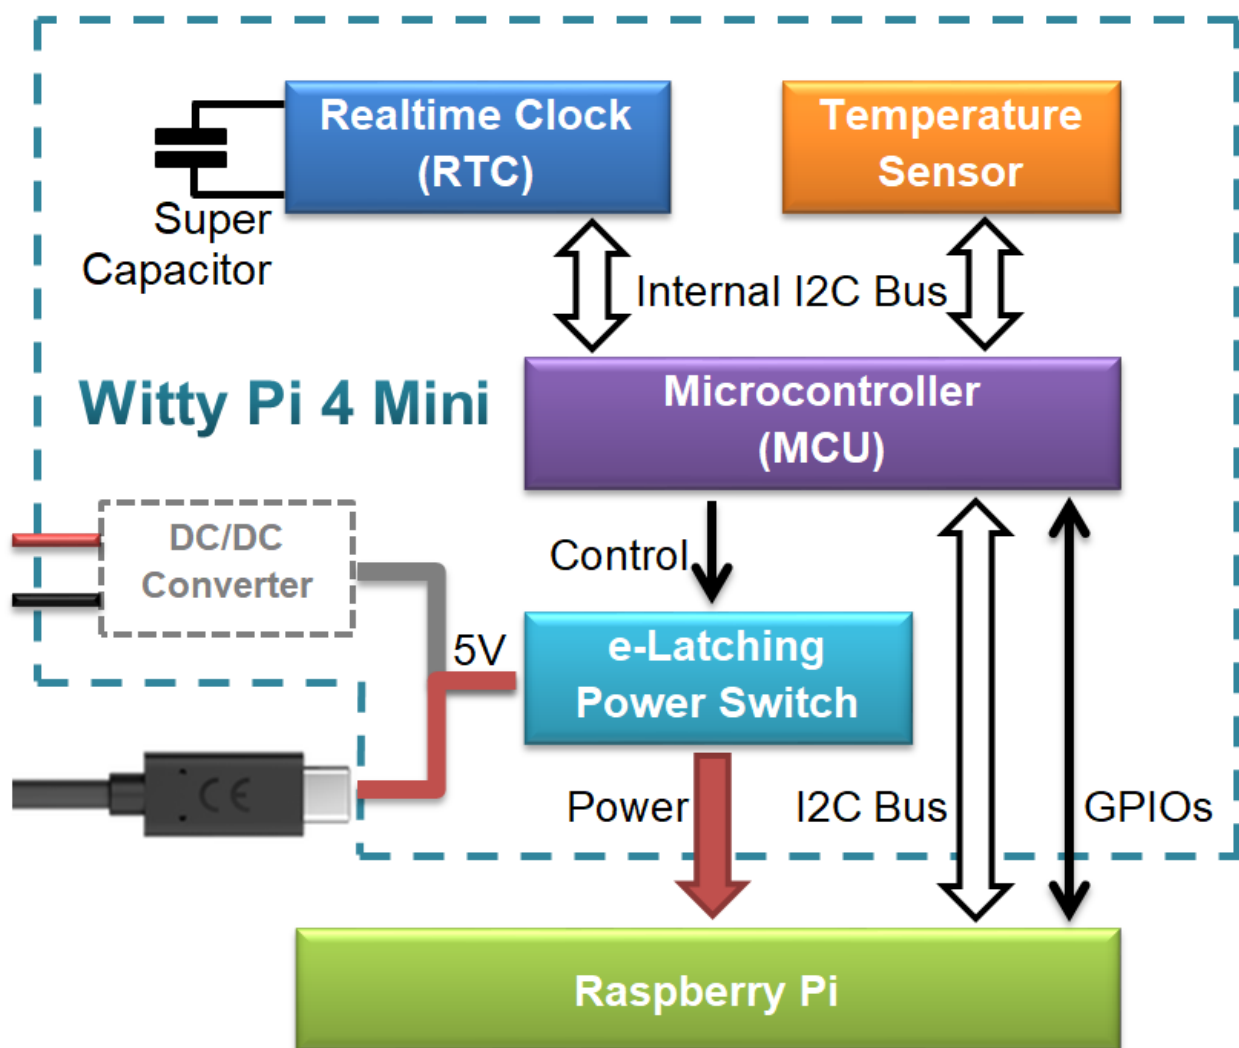 Realtime Clock
(RTC)
Temperature
Sensor
Super
Capacitor
Internal I2C Bus
Witty Pi 4 Mini
Microcontroller
(MCU)
DC/DC
Converter
Control
5V
e-Latching
Power Switch
CE
Power
I2C Bus
GPIOs
Raspberry Pi